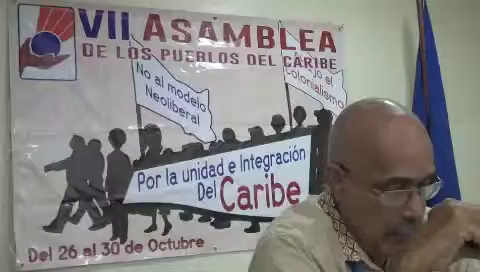 VII ASAMBLEA
DE LOS PUEBLOS DEL CARIBE
No al modelo
Neoliberal
colonialismo
Por la unidad e Integración
Del Caribe
Del 26 al 30 de Octubre